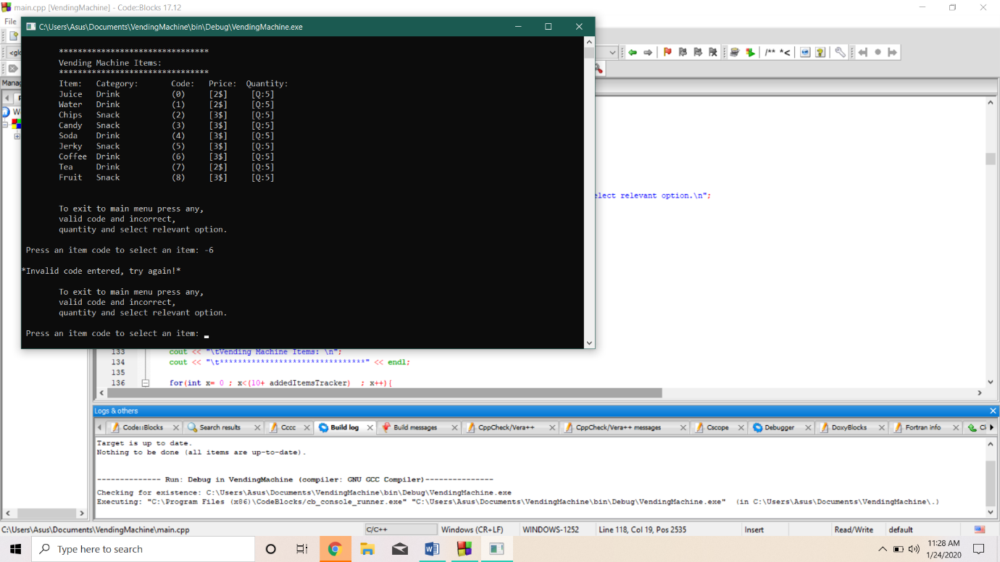 main.cpp [VendingMachine] - Code::Blocks 17.12
File
C:\Users\Asus\Documents\VendingMachine\bin\Debug\VendingMachine.exe
********************************
Vending Machine Items:
********************************
Item: Category: Code: Price: Quantity:
Juice Drink (0) [2$] [Q:5]
Water Drink (1) [2$] [Q:5]
Chips Snack (2) [3$] [Q:5]
Candy Snack (3) [3$] [Q:5]
Soda Drink (4) [3$] [Q:5]
Jerky Snack (5) [3$] [Q:5]
Coffee Drink (6) [3$] [Q:5]
Tea Drink (7) [2$] [Q:5]
Fruit Snack (8) [3$] [Q:5]
To exit to main menu press any,
valid code and incorrect,
quantity and select relevant option.
Press an item code to select an item: -6
*Invalid code entered, try again!*
To exit to main menu press any,
valid code and incorrect,
quantity and select relevant option.
Press an item code to select an item:
<glo
/** *<
Manag
P
W
elect relevant option.\n";
133 cout << "\tVending Machine Items: \n";
134 cout << "\t********************************" << endl;
135
136 for(int x= 0 ; x<(10+ addedItemsTracker) ; x++){
Logs & others
Code::Blocks Search results Cccc Build log Build messages CppCheck/Vera++ CppCheck/Vera++ messages Cscope Debugger DoxyBlocks Fortran info Cl
Target is up to date.
Nothing to be done (all items are up-to-date).
-------------- Run: Debug in VendingMachine (compiler: GNU GCC Compiler)---------------
Checking for existence: C:\Users\Asus\Documents\VendingMachine\bin\Debug\VendingMachine.exe
Executing: "C:\Program Files (x86)\CodeBlocks/cb_console_runner.exe" "C:\Users\Asus\Documents\VendingMachine\bin\Debug\VendingMachine.exe" (in C:\Users\Asus\Documents\VendingMachine\.)
C:\Users\Asus\Documents\VendingMachine\main.cpp C/C++ Windows (CR+LF) WINDOWS-1252 Line 118, Col 19, Pos 2535 Insert Read/Write default
Type here to search
11:28 AM
1/24/2020